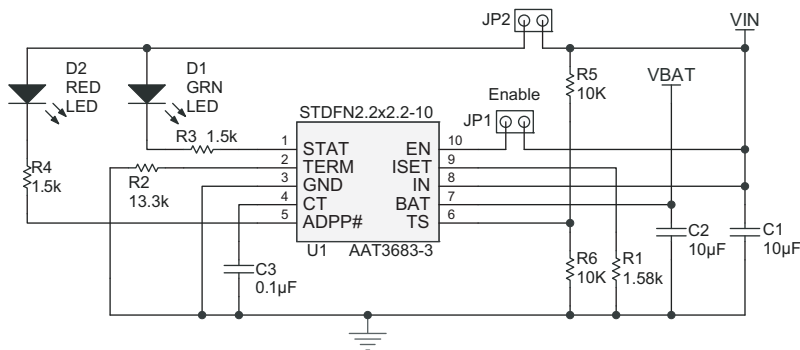 JP2
VIN
D2
RED
LED
D1
GRN
LED
R5
10K
VBAT
STDFN2.2x2.2-10
Enable
JP1
R3 1.5k
1 STAT EN 10
2 TERM ISET 9
3 GND IN 8
4 CT BAT 7
5 ADPP# TS 6
R4
1.5k
R2
13.3k
U1 AAT3683-3
C3
0.1µF
R6
10K
R1
1.58k
C2
10µF
C1
10µF